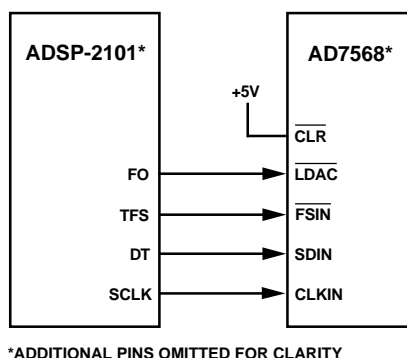 ADSP-2101*
AD7568*
+5V
CLR
FO
LDAC
TFS
FSIN
DT
SDIN
SCLK
CLKIN
*ADDITIONAL PINS OMITTED FOR CLARITY